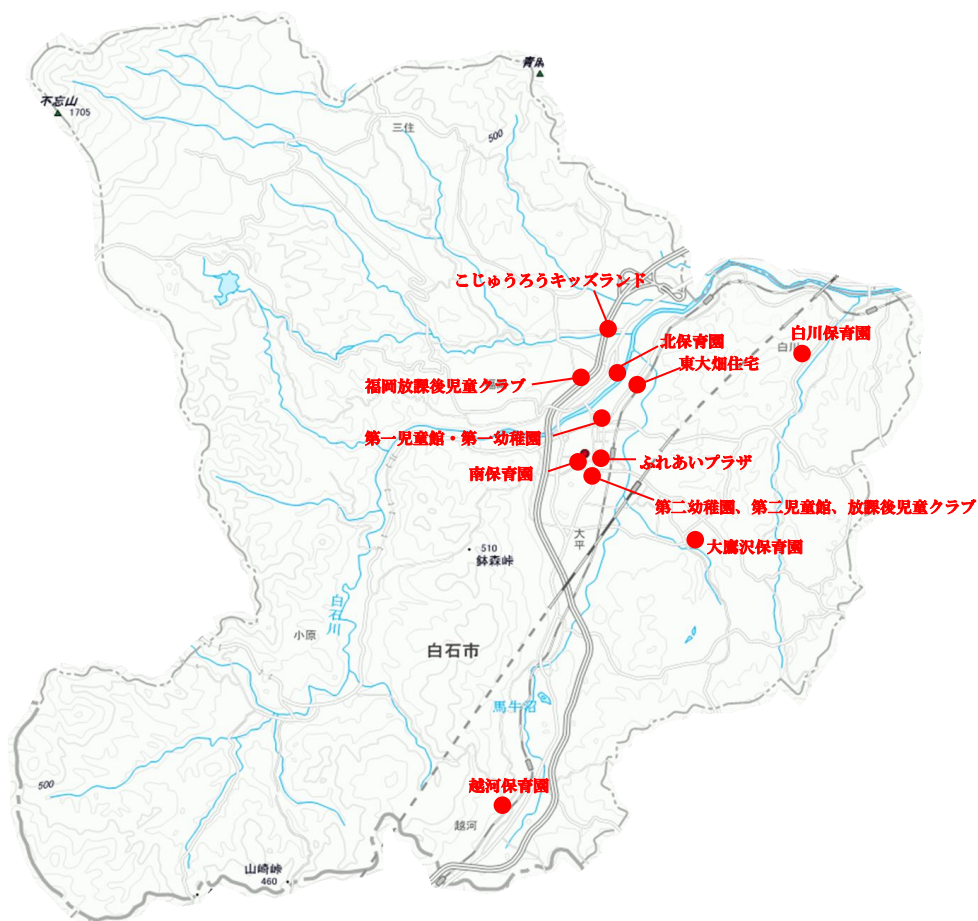 青麻
不忘山
1705
三住
500
こじゅうろうキッズランド
白川保育園
白川
北保育園
東大畑住宅
福岡放課後児童クラブ
第一児童館・第一幼稚園
ふれあいプラザ
南保育園
第二幼稚園、第二児童館、放課後児童クラブ
大平
大鷹沢保育園
510
鉢森峠
白石川
小原
白石市
馬牛沼
越河保育園
500
越河
山崎峠
460